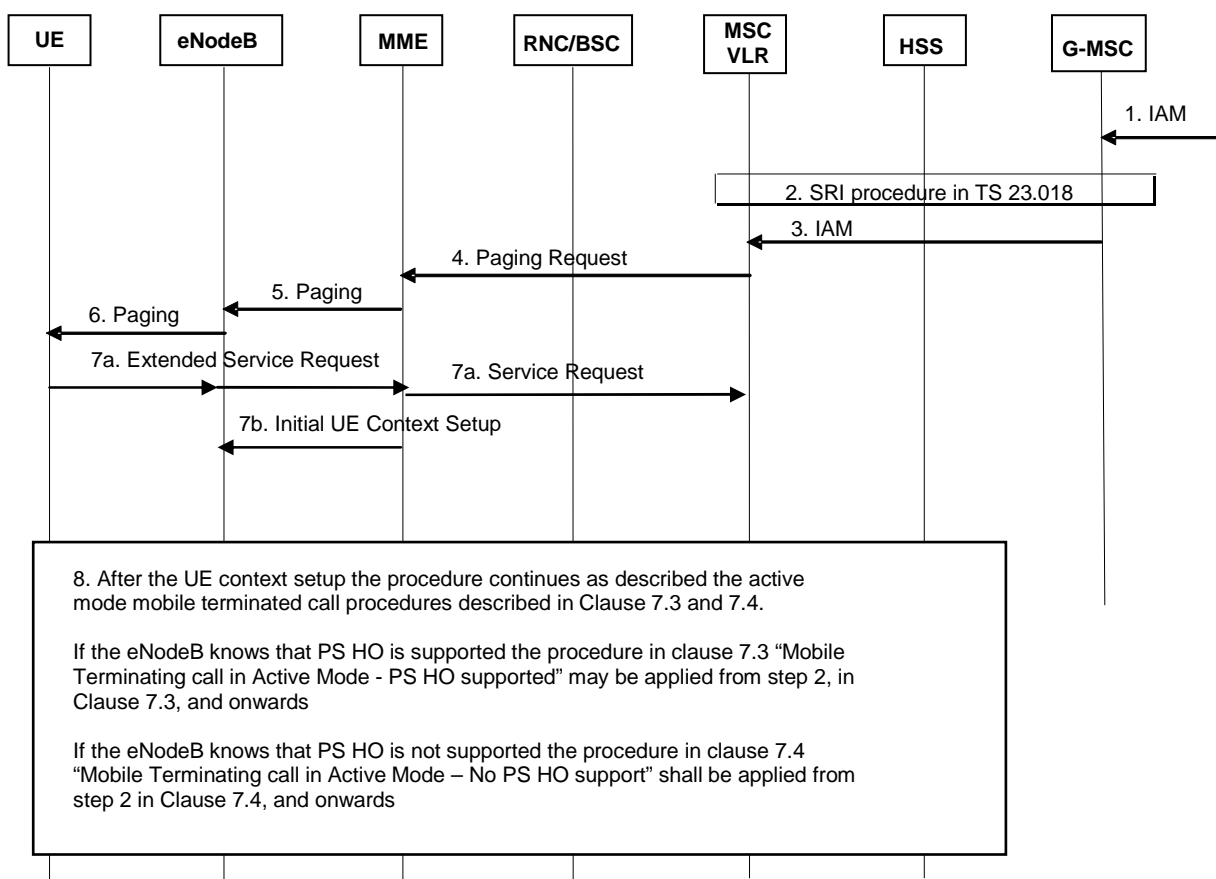 UE
eNodeB
MME
RNC/BSC
MSC
VLR
HSS
G-MSC
1. IAM
2. SRI procedure in TS 23.018
3. IAM
4. Paging Request
5. Paging
6. Paging
7a. Extended Service Request
7a. Service Request
7b. Initial UE Context Setup
8. After the UE context setup the procedure continues as described the active
mode mobile terminated call procedures described in Clause 7.3 and 7.4.
If the eNodeB knows that PS HO is supported the procedure in clause 7.3 “Mobile
Terminating call in Active Mode - PS HO supported” may be applied from step 2, in
Clause 7.3, and onwards
If the eNodeB knows that PS HO is not supported the procedure in clause 7.4
“Mobile Terminating call in Active Mode – No PS HO support” shall be applied from
step 2 in Clause 7.4, and onwards